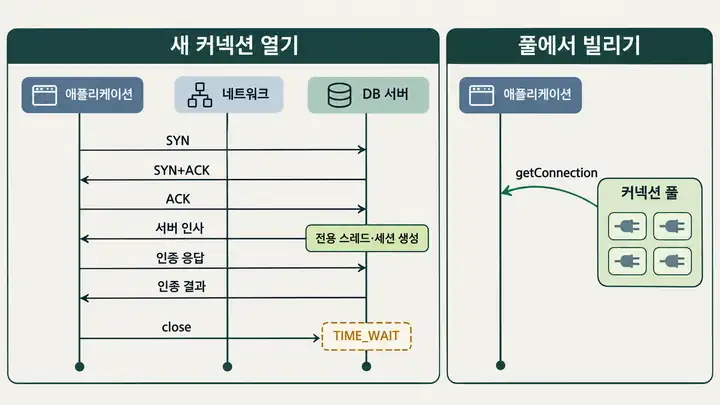 새 커넥션 열기
애플리케이션
네트워크
DB 서버
SYN
SYN+ACK
ACK
서버 인사
전용 스레드·세션 생성
인증 응답
인증 결과
close
TIME_WAIT
풀에서 빌리기
애플리케이션
getConnection
커넥션 풀